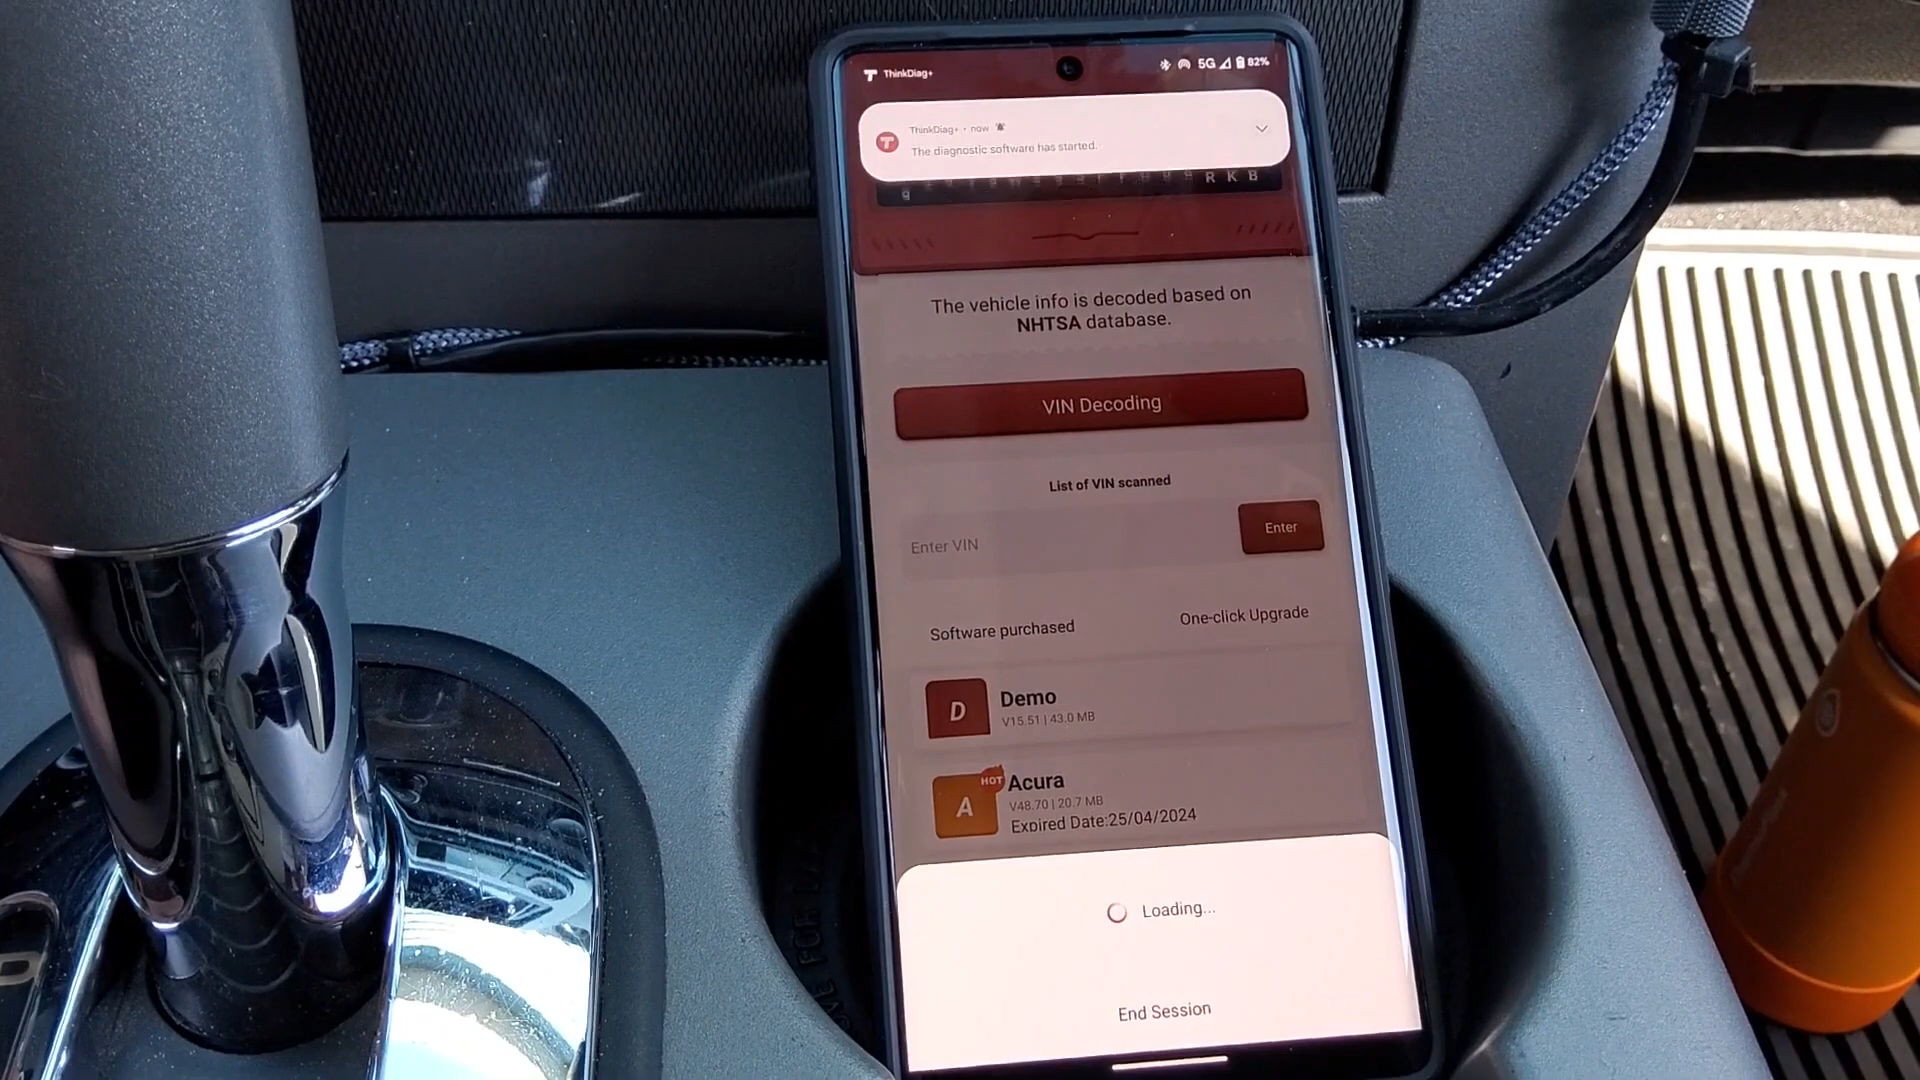 ThinkDiag+
5G 82%
ThinkDiag+ • now
The diagnostic software has started.
R K B
The vehicle info is decoded based on
NHTSA database.
VIN Decoding
List of VIN scanned
Enter VIN
Enter
Software purchased
One-click Upgrade
D
Demo
V15.51 | 43.0 MB
HOT
A
Acura
V48.70 | 20.7 MB
Expired Date:25/04/2024
Loading...
End Session
D